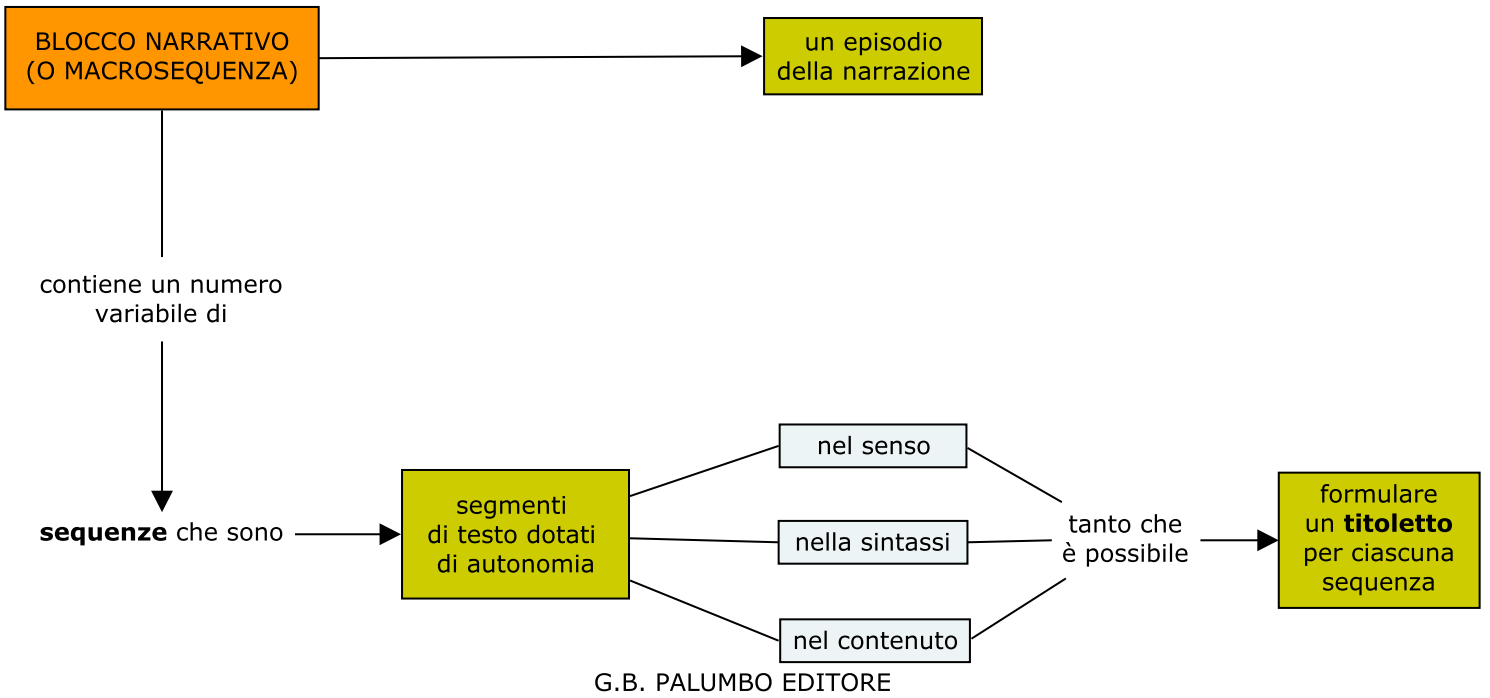 BLOCCO NARRATIVO
(O MACROSEQUENZA)
un episodio
della narrazione
contiene un numero
variabile di
sequenze che sono
segmenti
di testo dotati
di autonomia
nel senso
nella sintassi
nel contenuto
tanto che
è possibile
formulare
un titoletto
per ciascuna
sequenza
G.B. PALUMBO EDITORE